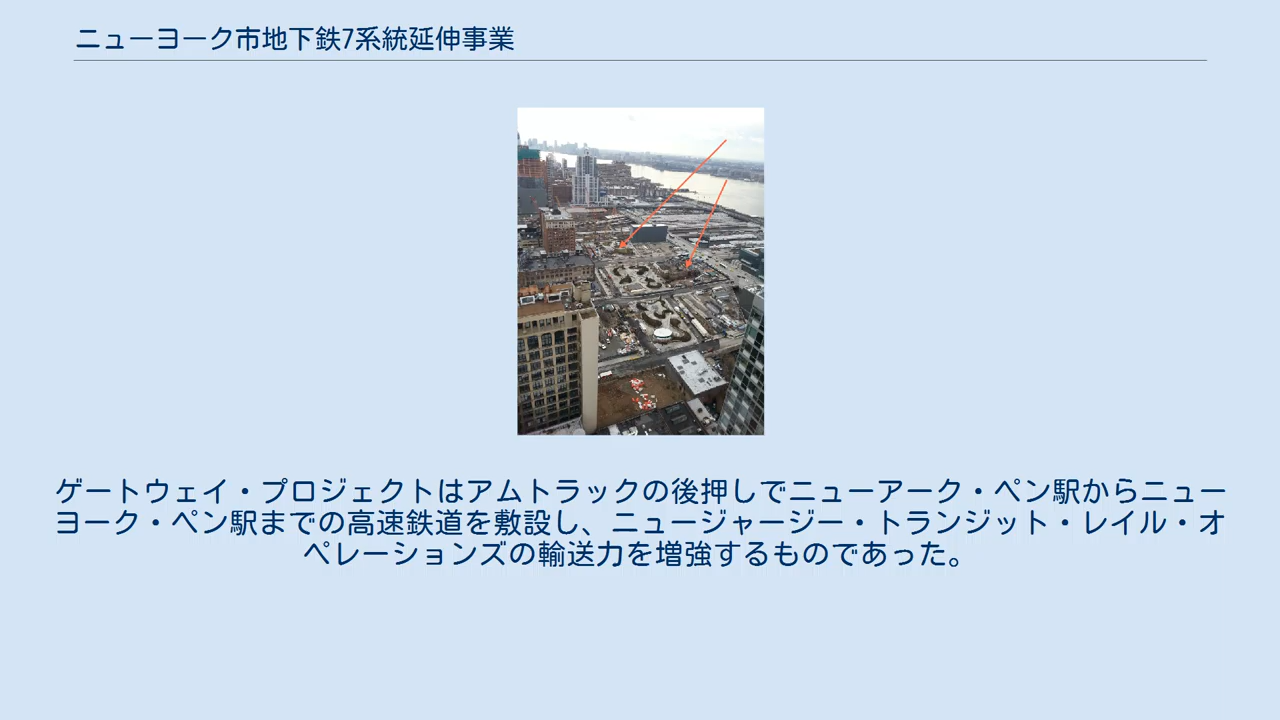 ニューヨーク市地下鉄7系統延伸事業
ゲートウェイ・プロジェクトはアムトラックの後押しでニューアーク・ペン駅からニュー
ヨーク・ペン駅までの高速鉄道を敷設し、ニュージャージー・トランジット・レイル・オ
ペレーションズの輸送力を増強するものであった。